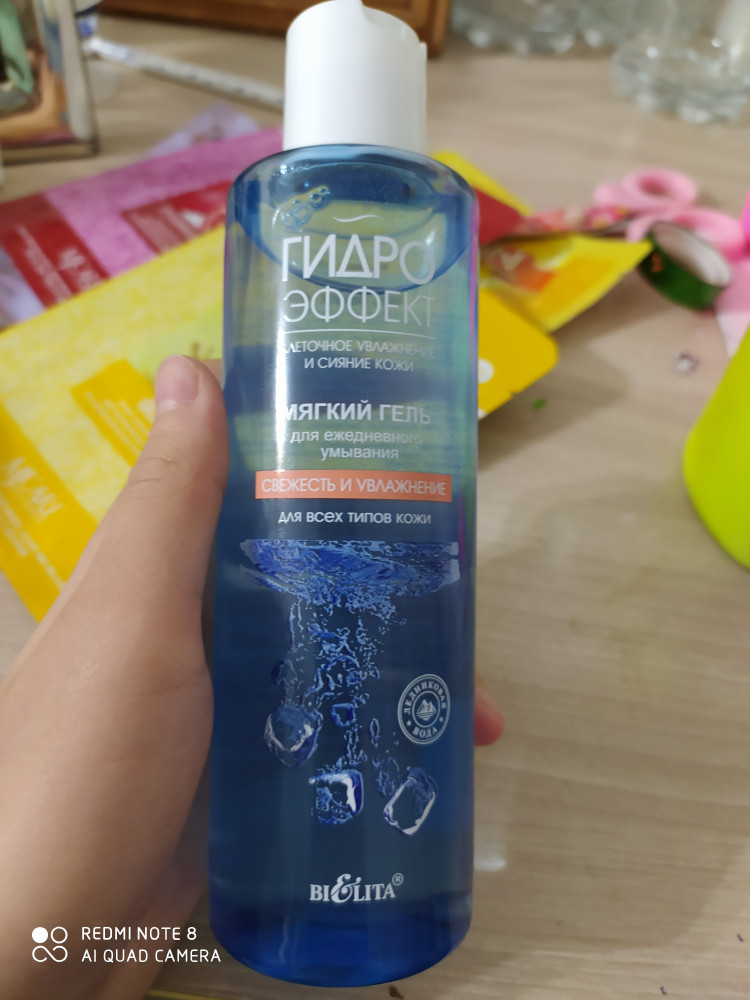 ГИДРО
ЭФФЕКТ
КЛЕТОЧНОЕ УВЛАЖНЕНИЕ
И СИЯНИЕ КОЖИ
МЯГКИЙ ГЕЛЬ
для ежедневного
умывания
СВЕЖЕСТЬ И УВЛАЖНЕНИЕ
ДЛЯ ВСЕХ ТИПОВ КОЖИ
ЛЕДНИКОВАЯ
ВОДА
BIELITA®
REDMI NOTE 8
AI QUAD CAMERA